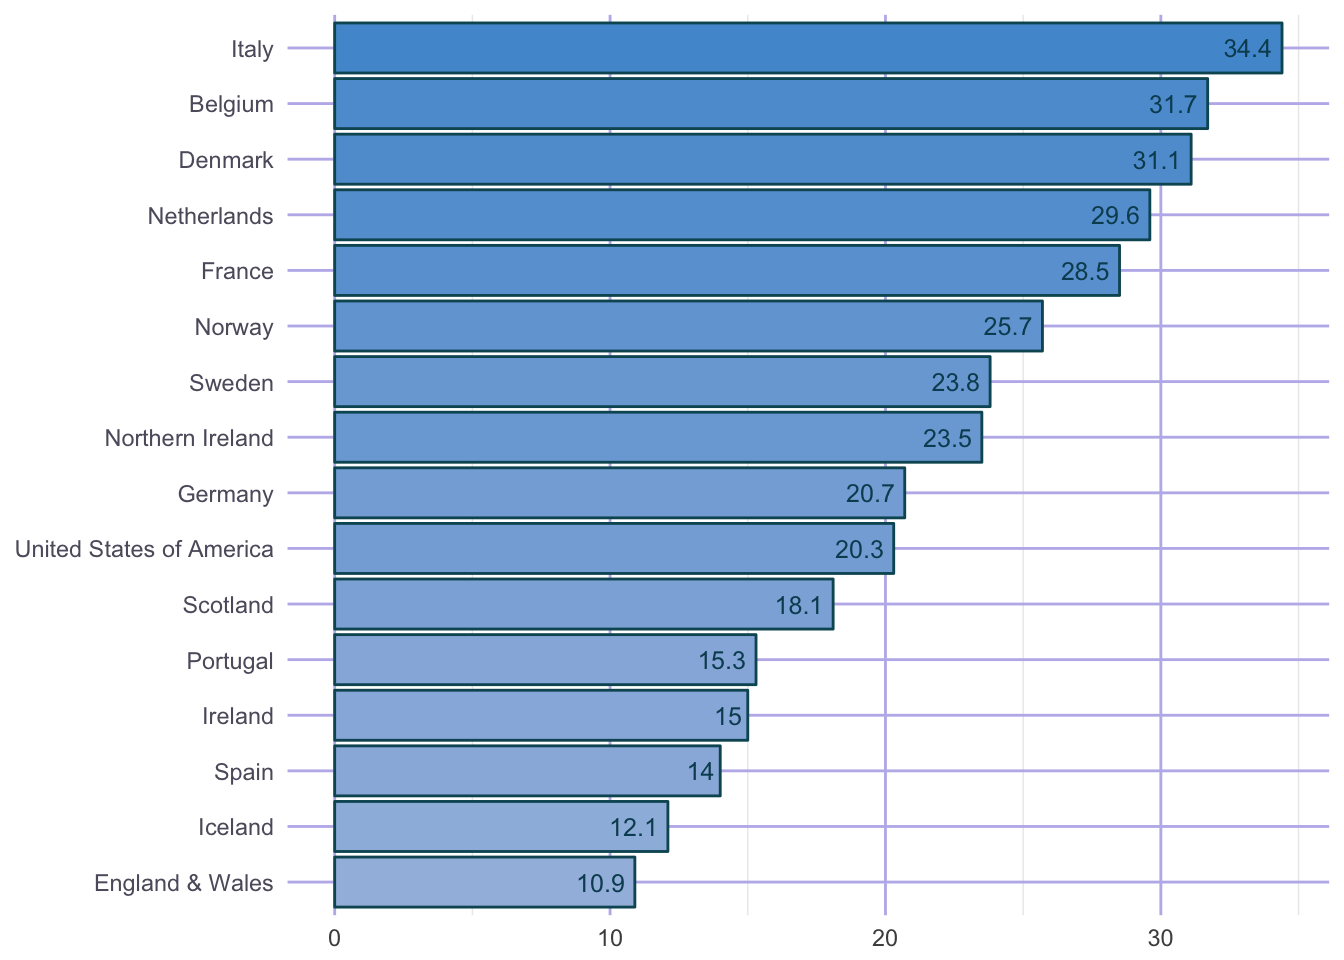 Italy 34.4
Belgium 31.7
Denmark 31.1
Netherlands 29.6
France 28.5
Norway 25.7
Sweden 23.8
Northern Ireland 23.5
Germany 20.7
United States of America 20.3
Scotland 18.1
Portugal 15.3
Ireland 15
Spain 14
Iceland 12.1
England & Wales 10.9
0 10 20 30